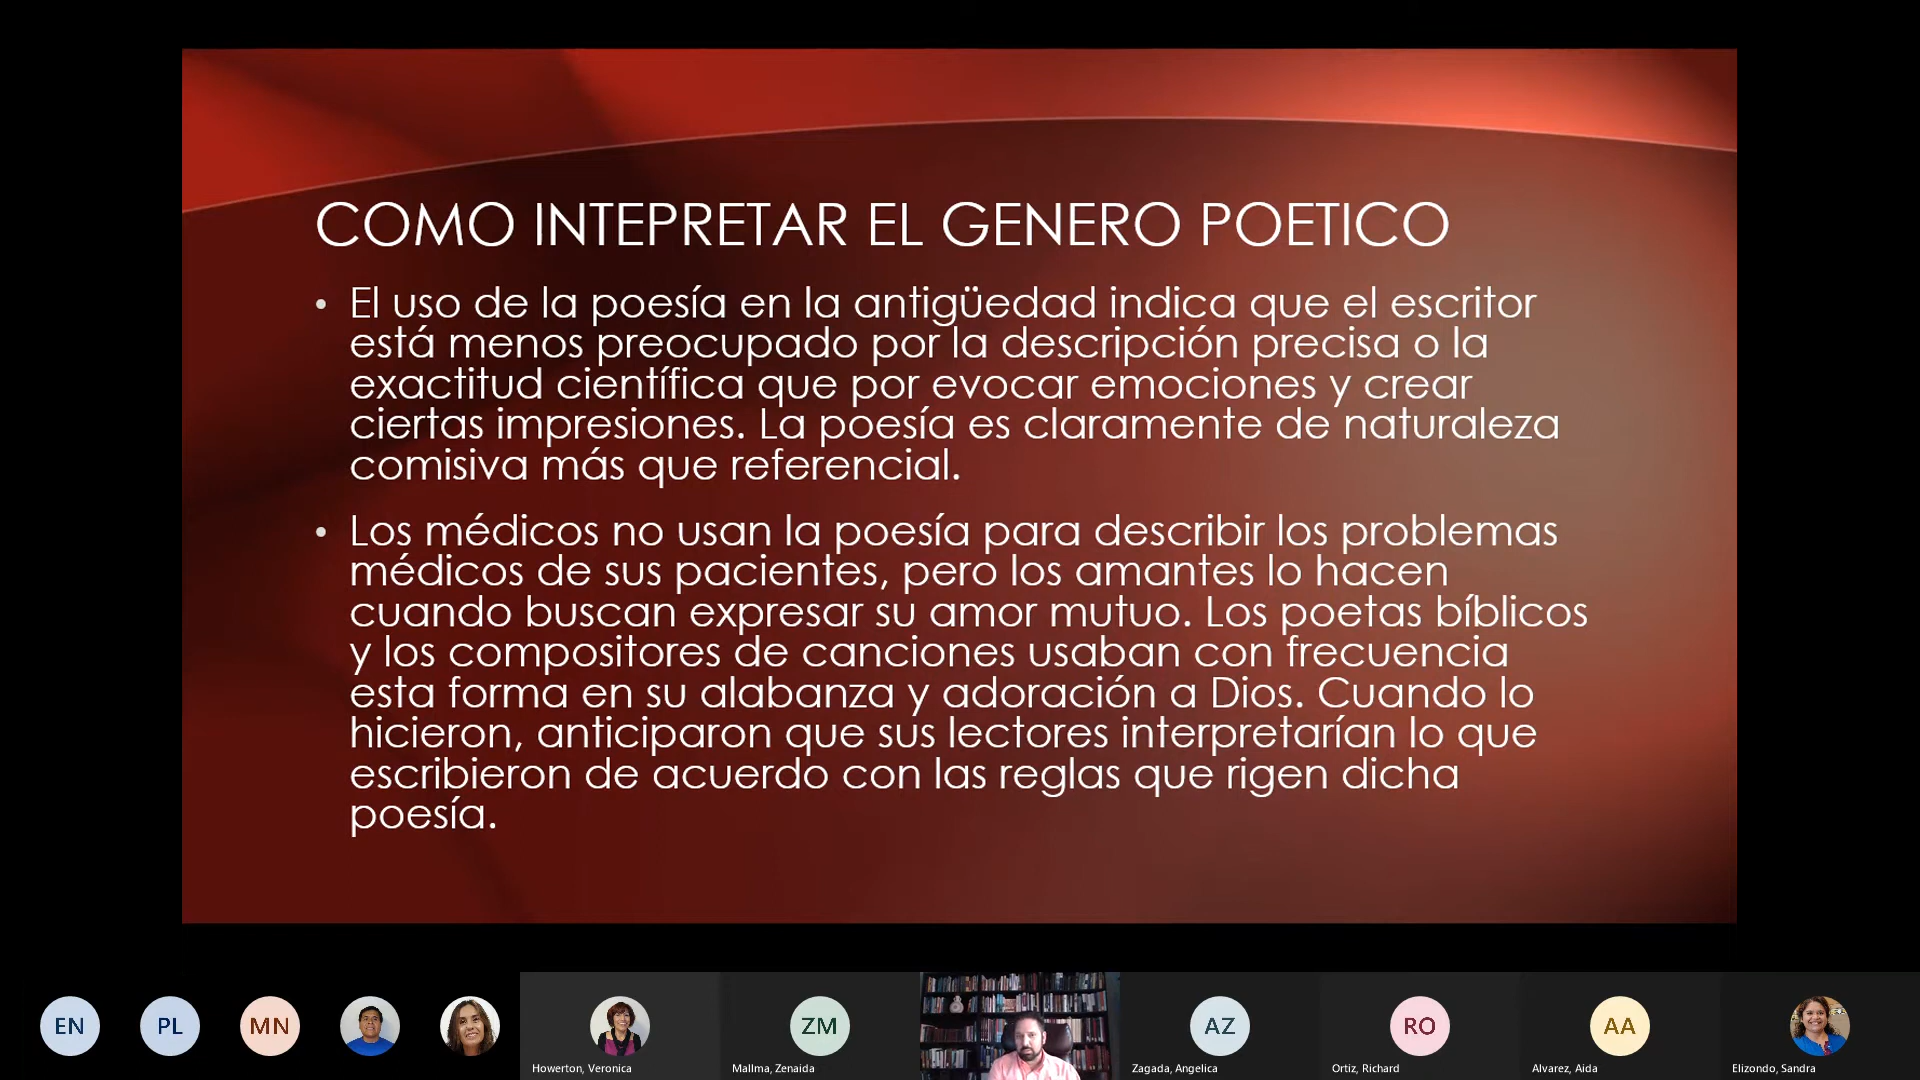 COMO INTEPRETAR EL GENERO POETICO
• El uso de la poesía en la antigüedad indica que el escritor
está menos preocupado por la descripción precisa o la
exactitud científica que por evocar emociones y crear
ciertas impresiones. La poesía es claramente de naturaleza
comisiva más que referencial.
• Los médicos no usan la poesía para describir los problemas
médicos de sus pacientes, pero los amantes lo hacen
cuando buscan expresar su amor mutuo. Los poetas bíblicos
y los compositores de canciones usaban con frecuencia
esta forma en su alabanza y adoración a Dios. Cuando lo
hicieron, anticiparon que sus lectores interpretarían lo que
escribieron de acuerdo con las reglas que rigen dicha
poesía.
EN
PL
MN
ZM
AZ
RO
AA
Howerton, Veronica
Mallma, Zenaida
Zagada, Angelica
Ortiz, Richard
Alvarez, Aida
Elizondo, Sandra